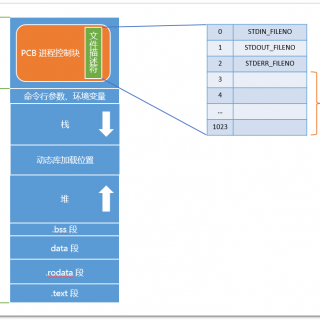 PCB 进程控制块
文件描述符
命令行参数、环境变量
栈
动态库加载位置
堆
.bss 段
data 段
.rodata 段
.text 段
0 STDIN_FILENO
1 STDOUT_FILENO
2 STDERR_FILENO
3
4
...
1023